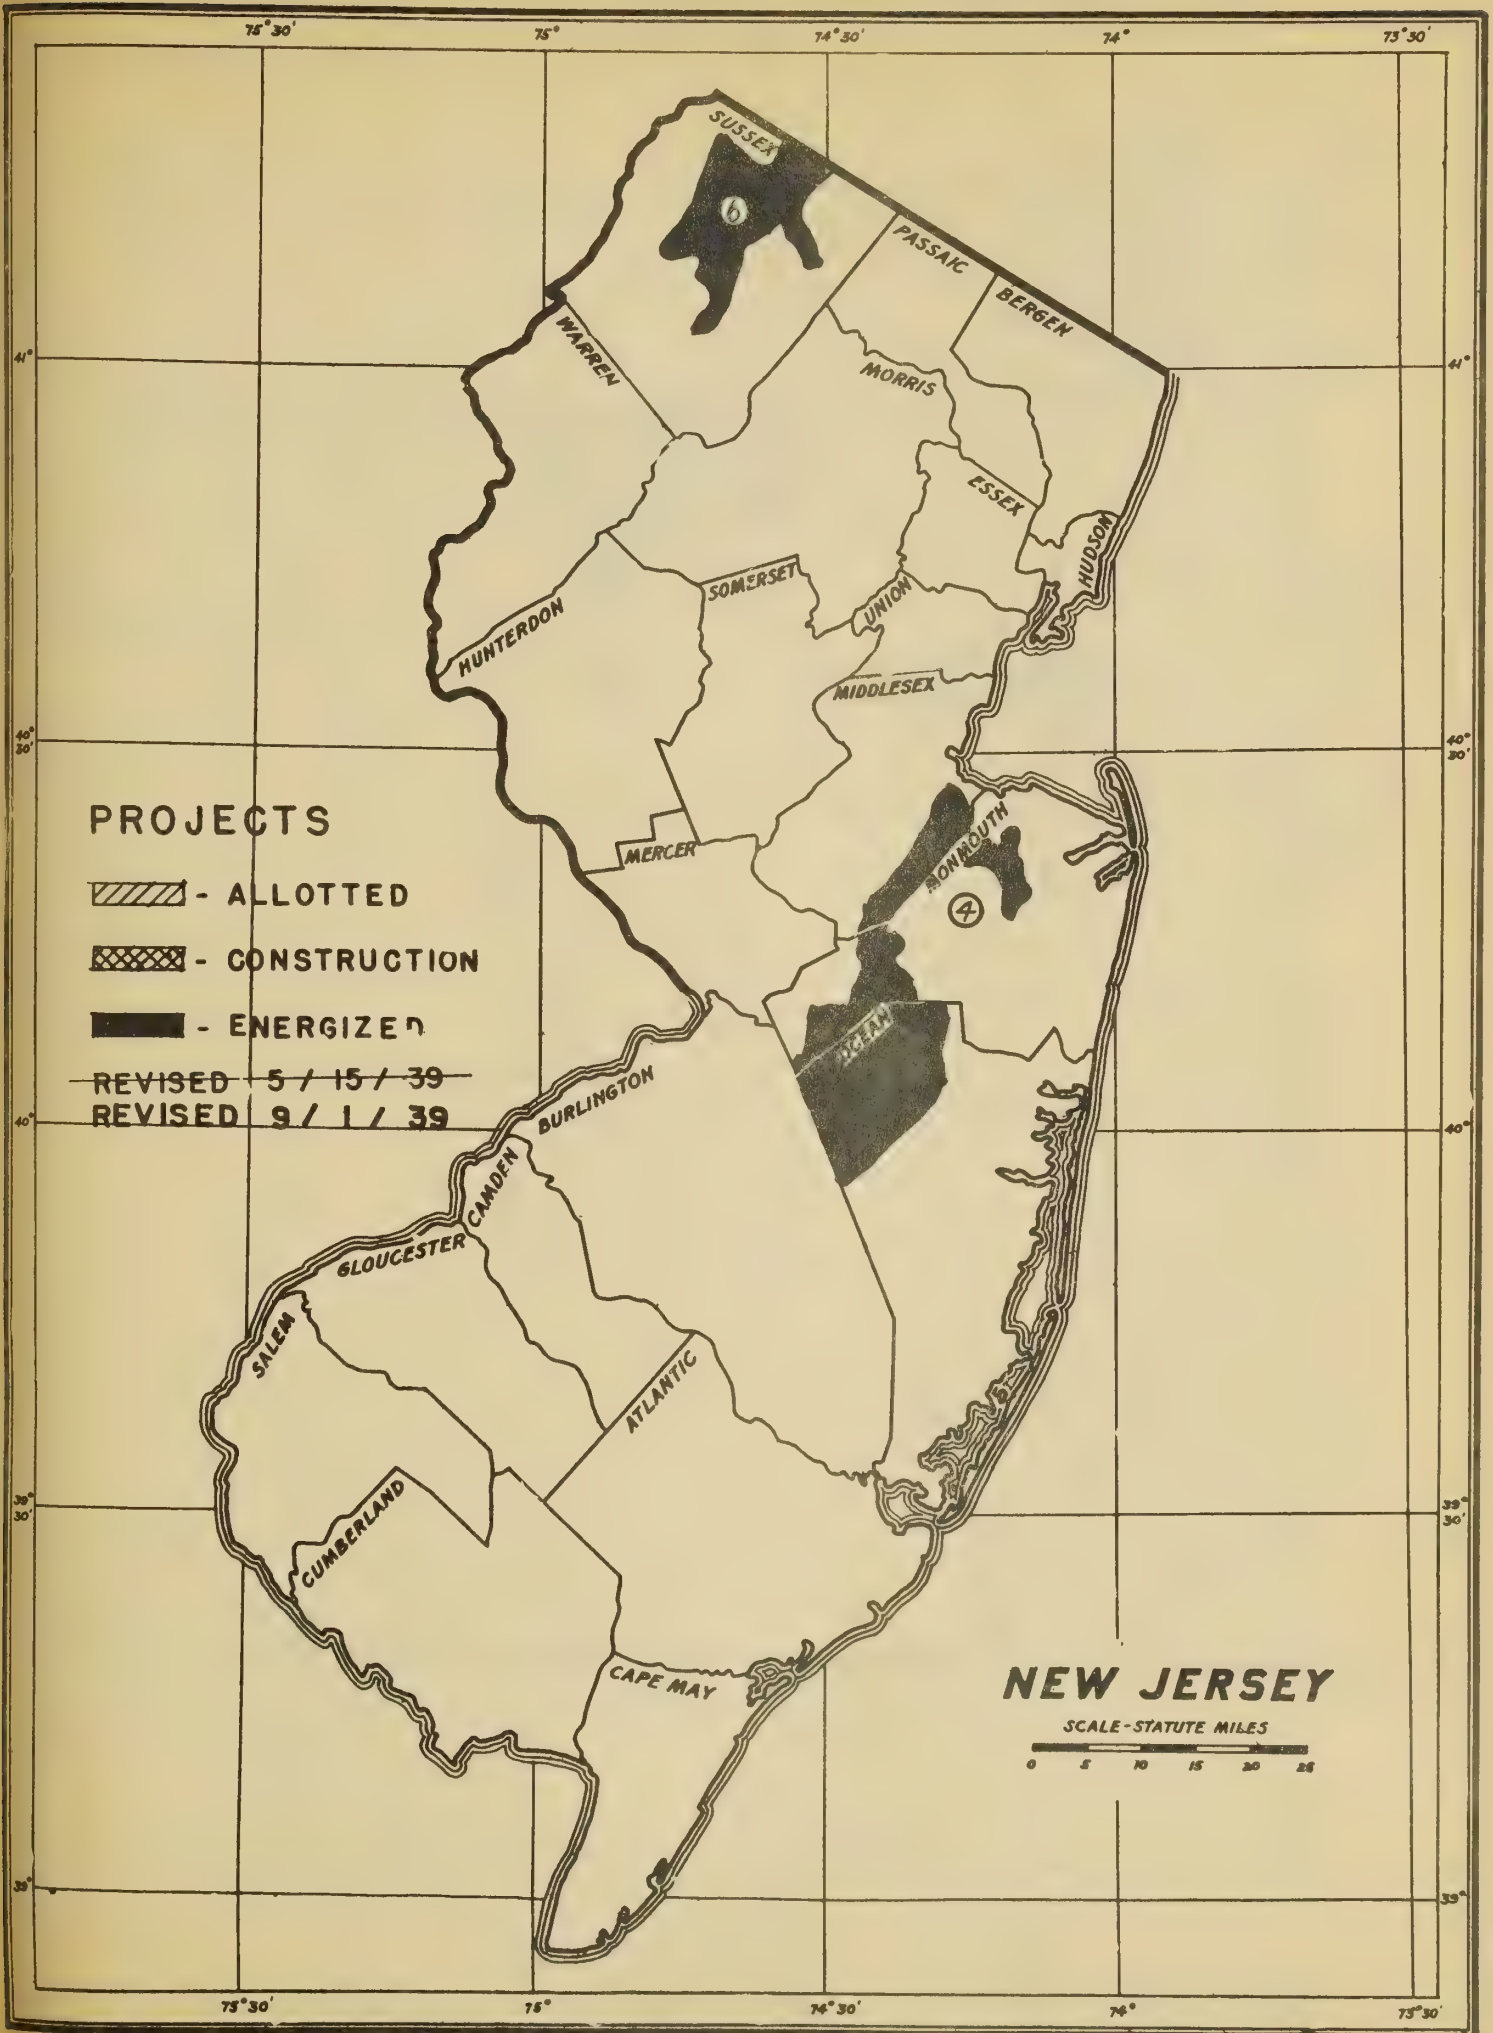 75°30' 75° 74°30' 74° 73°30'
SUSSEX
6
PASSAIC
BERGEN
WARREN
41° 41°
MORRIS
ESSEX
HUDSON
SOMERSET
UNION
HUNTERDON
MIDDLESEX
40° 30' 40° 30'
PROJECTS
MONMOUTH
MERCER
- ALLOTTED
4
- CONSTRUCTION
- ENERGIZED
OCEAN
REVISED 5 / 15 / 39
REVISED 9 / 1 / 39
BURLINGTON
40° 40°
CAMDEN
GLOUCESTER
SALEM
ATLANTIC
39° 30' 39° 30'
CUMBERLAND
CAPE MAY
NEW JERSEY
SCALE-STATUTE MILES
0 5 10 15 20 25
39° 39°
75°30' 75° 74°30' 74° 73°30'